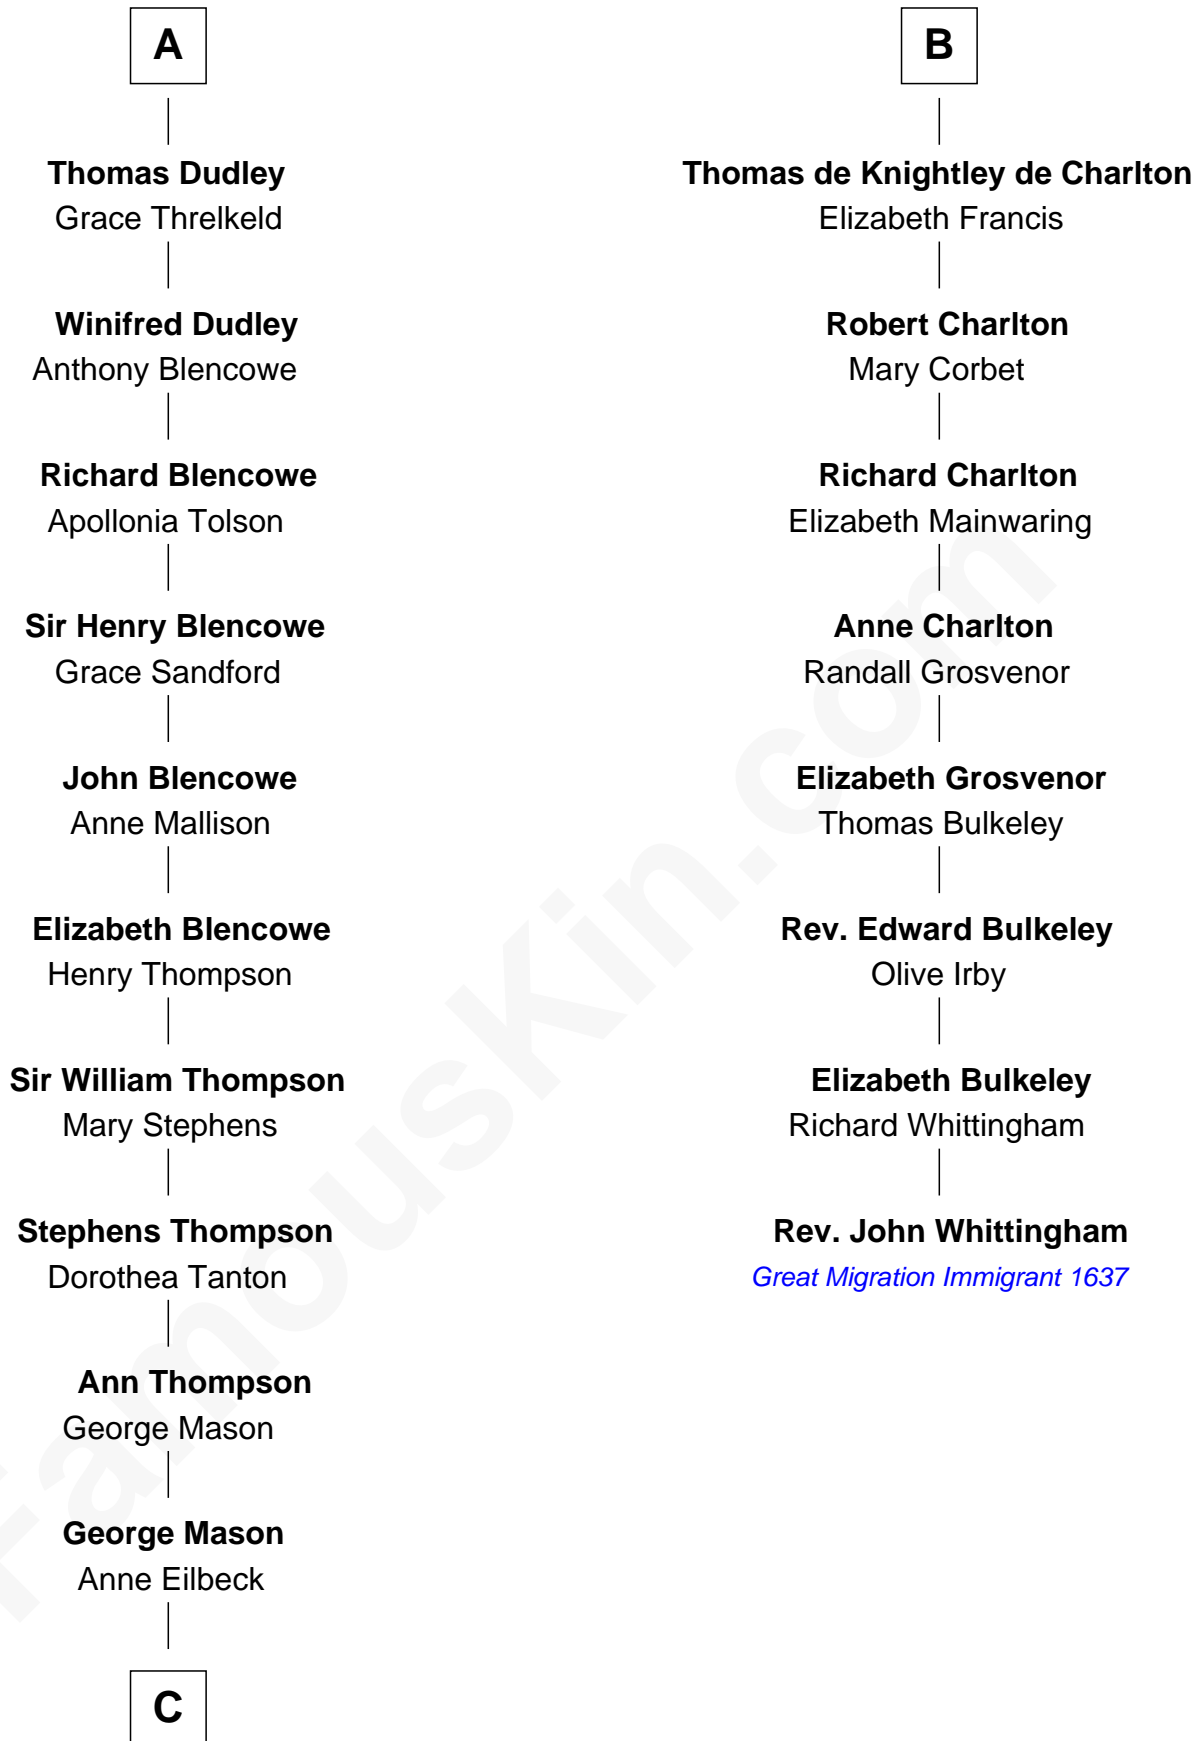 A
Thomas Dudley
Grace Threlkeld
Winifred Dudley
Anthony Blencowe
Richard Blencowe
Apollonia Tolson
Sir Henry Blencowe
Grace Sandford
John Blencowe
Anne Mallison
Elizabeth Blencowe
Henry Thompson
Sir William Thompson
Mary Stephens
Stephens Thompson
Dorothea Tanton
Ann Thompson
George Mason
George Mason
Anne Eilbeck
C
B
Thomas de Knightley de Charlton
Elizabeth Francis
Robert Charlton
Mary Corbet
Richard Charlton
Elizabeth Mainwaring
Anne Charlton
Randall Grosvenor
Elizabeth Grosvenor
Thomas Bulkeley
Rev. Edward Bulkeley
Olive Irby
Elizabeth Bulkeley
Richard Whittingham
Rev. John Whittingham
Great Migration Immigrant 1637
FamousKin.com